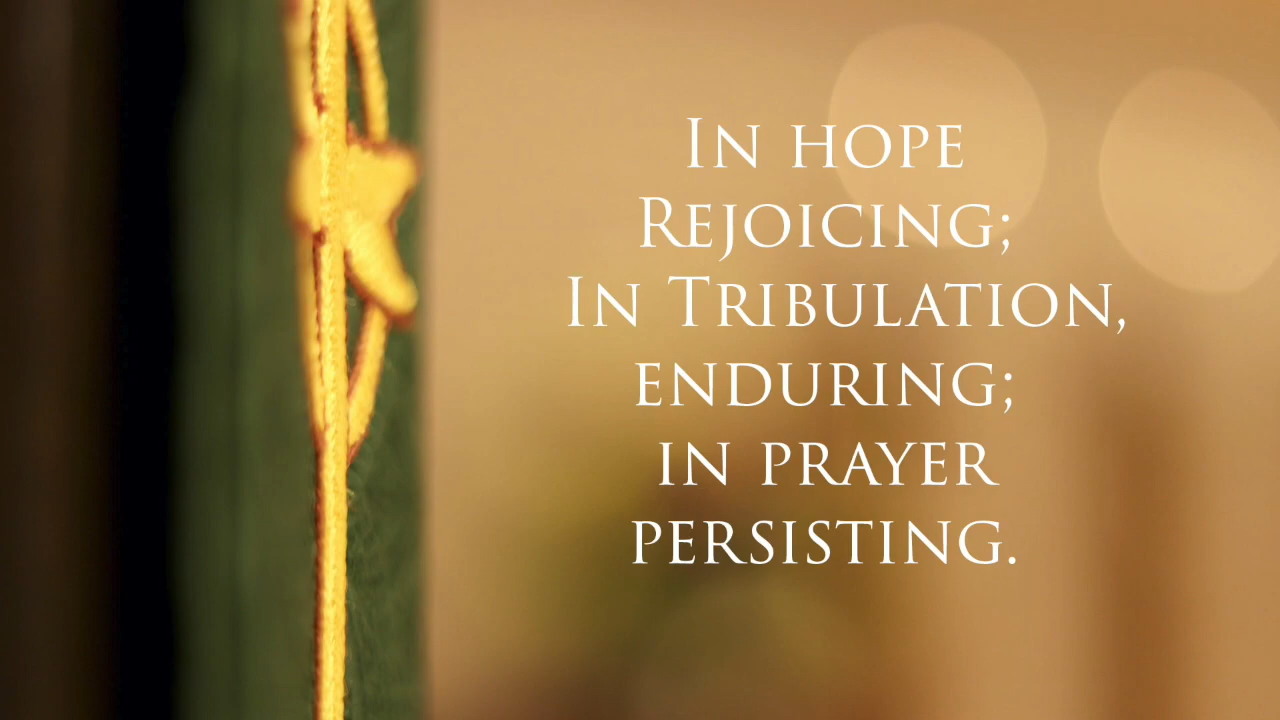 In hope
Rejoicing;
In Tribulation,
enduring;
in prayer
persisting.